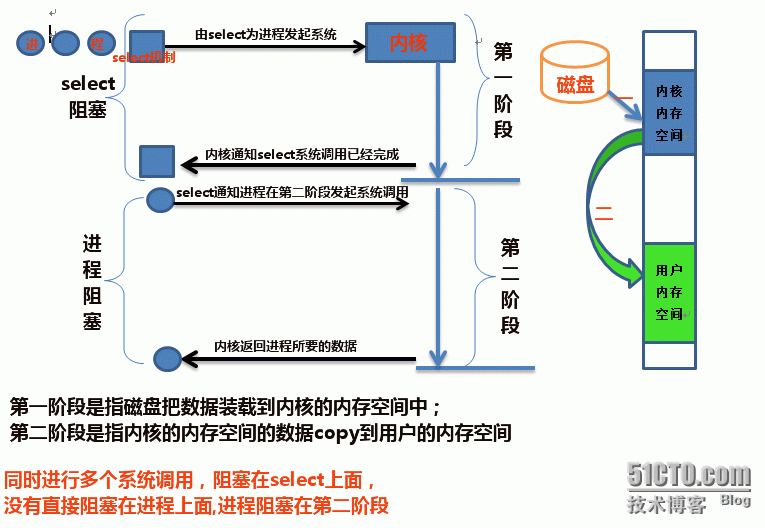 进
程
select机制
由select为进程发起系统
内核
select
阻塞
第一阶段
内核通知select系统调用已经完成
select通知进程在第二阶段发起系统调用
进程阻塞
第二阶段
内核返回进程所要的数据
磁盘
一
内核
内存
空间
二
用户
内存
空间
第一阶段是指磁盘把数据装载到内核的内存空间中；
第二阶段是指内核的内存空间的数据copy到用户的内存空间
同时进行多个系统调用，阻塞在select上面，
没有直接阻塞在进程上面,进程阻塞在第二阶段
51CTO.com
技术博客 Blog